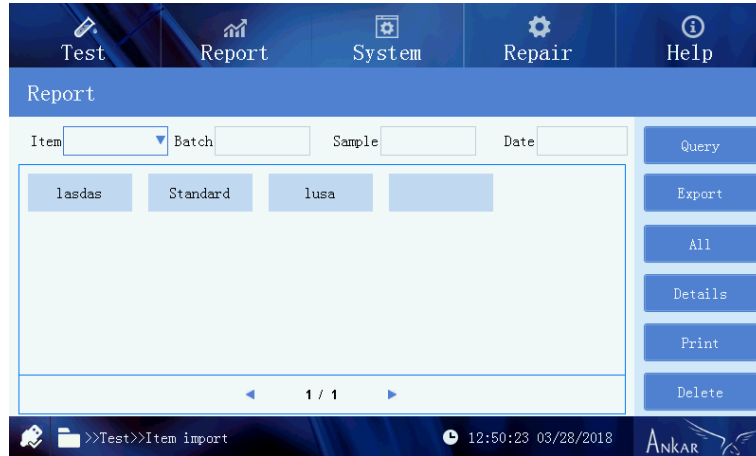 Test Report System Repair Help
Report
Item Batch Sample Date
Query
lasdas Standard lusa
Export
All
Details
Print
1 / 1
Delete
>>Test>>Item import 12:50:23 03/28/2018 ANKAR